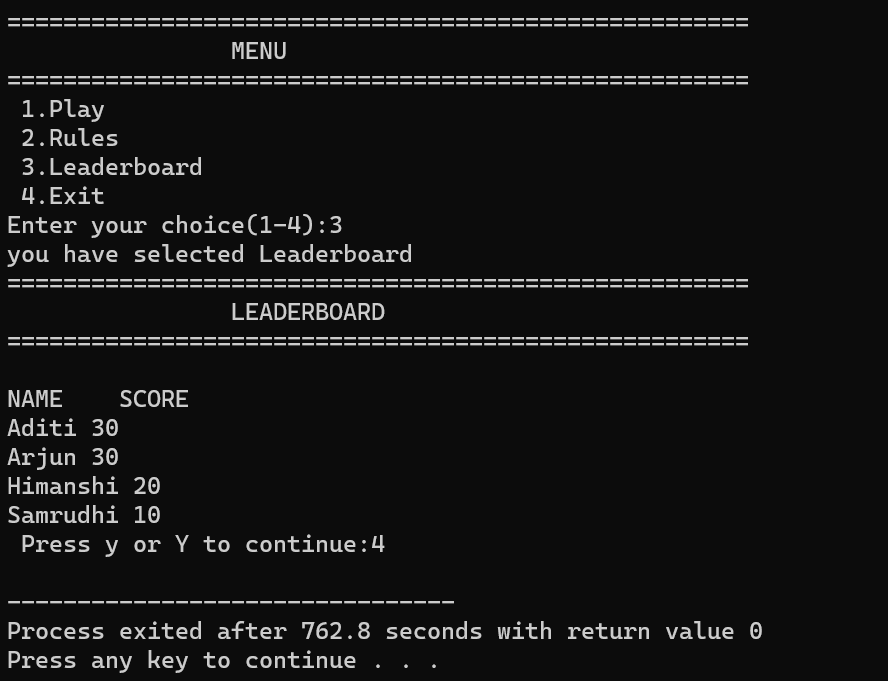 =====================================================
                MENU
=====================================================
 1.Play
 2.Rules
 3.Leaderboard
 4.Exit
Enter your choice(1-4):3
you have selected Leaderboard
=====================================================
                LEADERBOARD
=====================================================
NAME    SCORE
Aditi 30
Arjun 30
Himanshi 20
Samrudhi 10
 Press y or Y to continue:4
--------------------------------
Process exited after 762.8 seconds with return value 0
Press any key to continue . . .